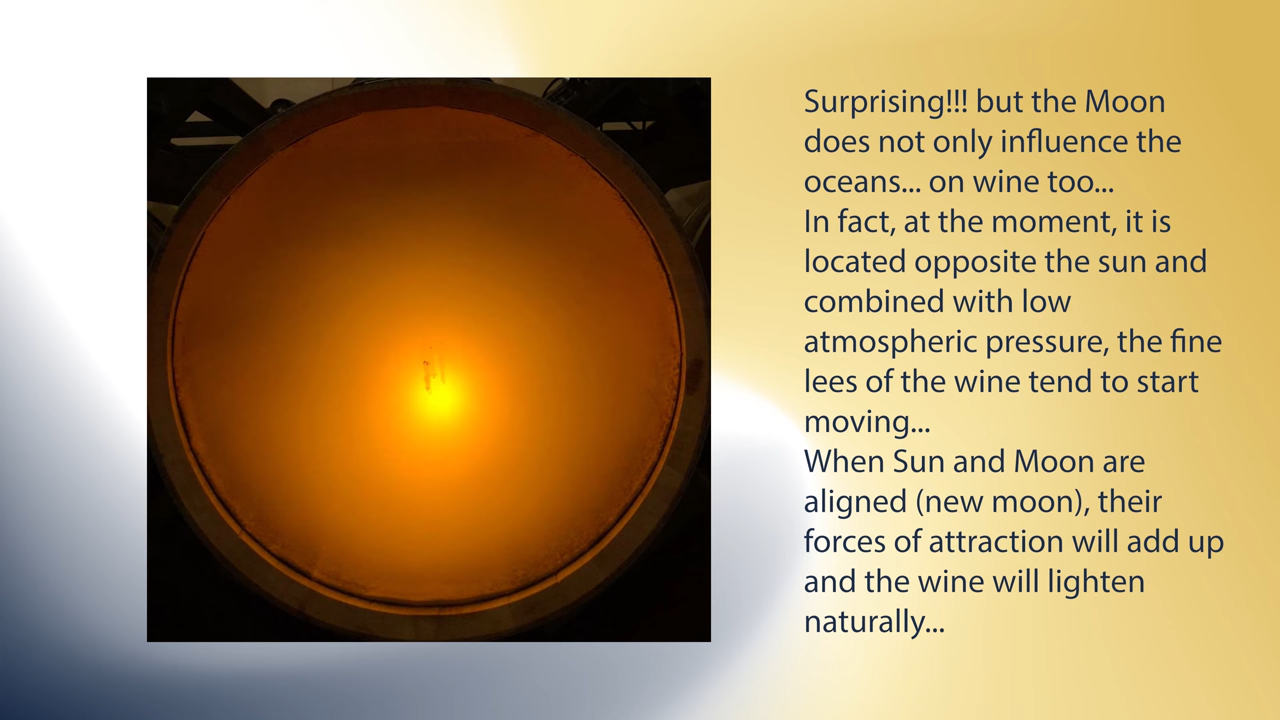 Surprising!!! but the Moon
does not only influence the
oceans... on wine too...
In fact, at the moment, it is
located opposite the sun and
combined with low
atmospheric pressure, the fine
lees of the wine tend to start
moving...
When Sun and Moon are
aligned (new moon), their
forces of attraction will add up
and the wine will lighten
naturally...